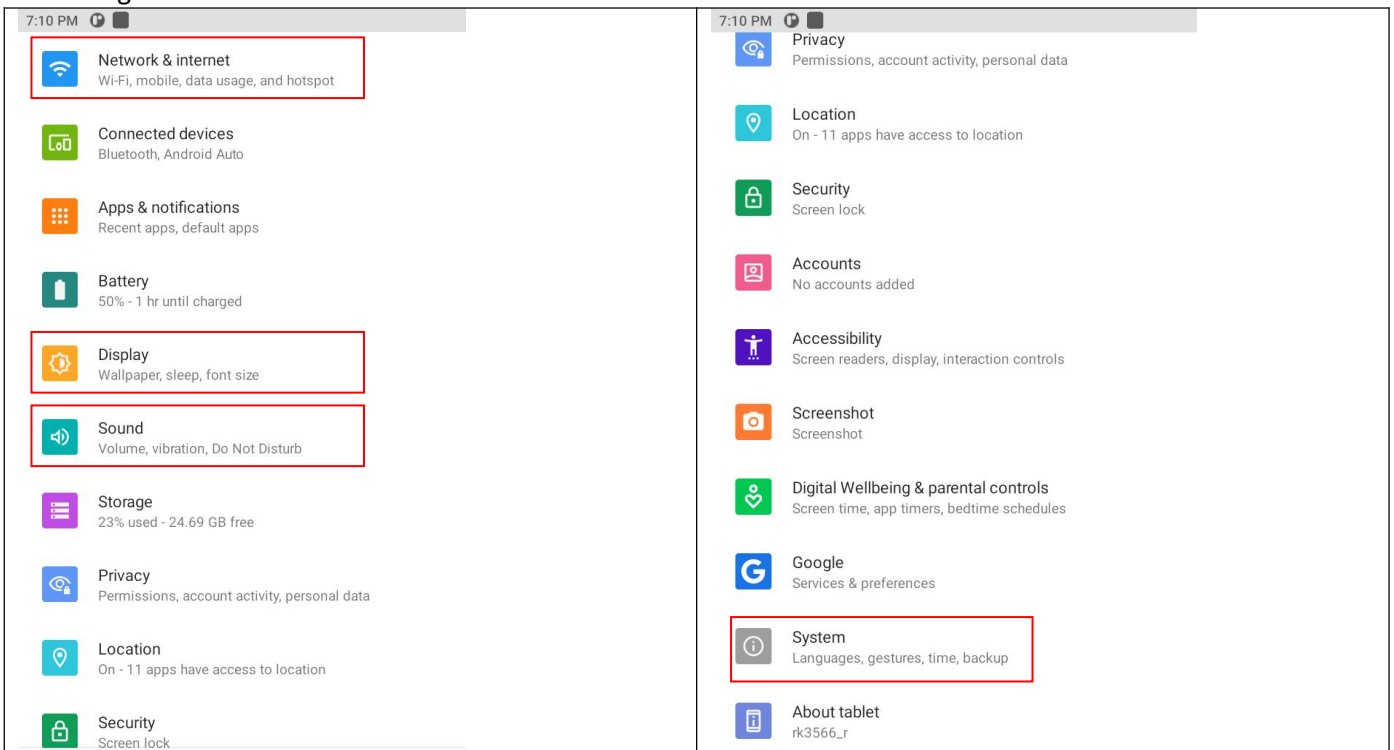 7:10 PM
Network & internet
Wi-Fi, mobile, data usage, and hotspot
Connected devices
Bluetooth, Android Auto
Apps & notifications
Recent apps, default apps
Battery
50% - 1 hr until charged
Display
Wallpaper, sleep, font size
Sound
Volume, vibration, Do Not Disturb
Storage
23% used - 24.69 GB free
Privacy
Permissions, account activity, personal data
Location
On - 11 apps have access to location
Security
Screen lock
7:10 PM
Privacy
Permissions, account activity, personal data
Location
On - 11 apps have access to location
Security
Screen lock
Accounts
No accounts added
Accessibility
Screen readers, display, interaction controls
Screenshot
Screenshot
Digital Wellbeing & parental controls
Screen time, app timers, bedtime schedules
Google
Services & preferences
System
Languages, gestures, time, backup
About tablet
rk3566_r